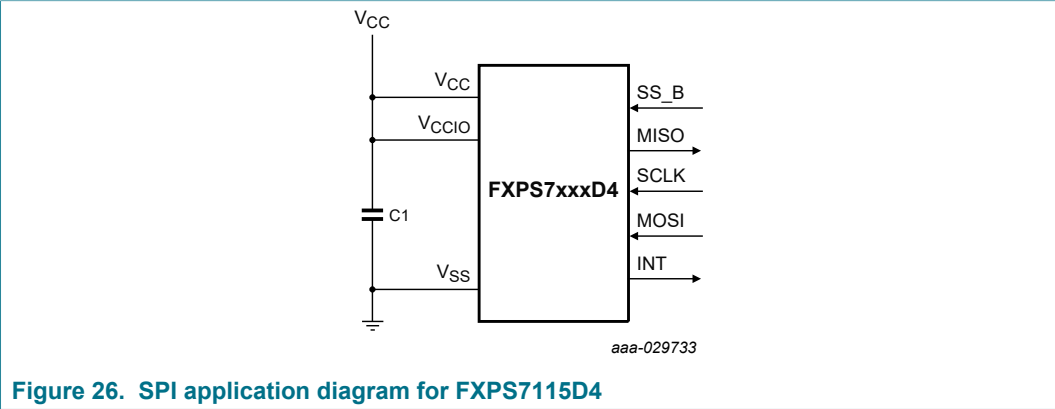 VCC
VCC
VCCIO
C1
VSS
FXPS7xxxD4
SS_B
MISO
SCLK
MOSI
INT
aaa-029733
Figure 26. SPI application diagram for FXPS7115D4